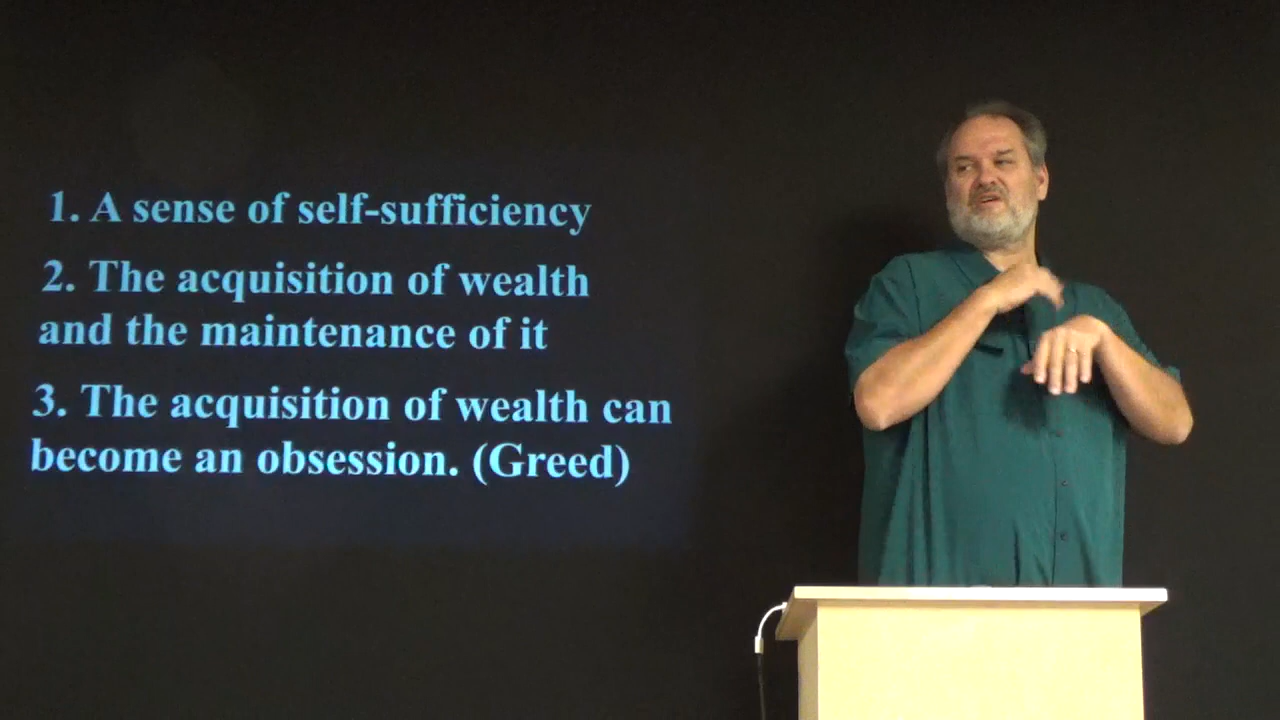 1. A sense of self-sufficiency
2. The acquisition of wealth
and the maintenance of it
3. The acquisition of wealth can
become an obsession. (Greed)